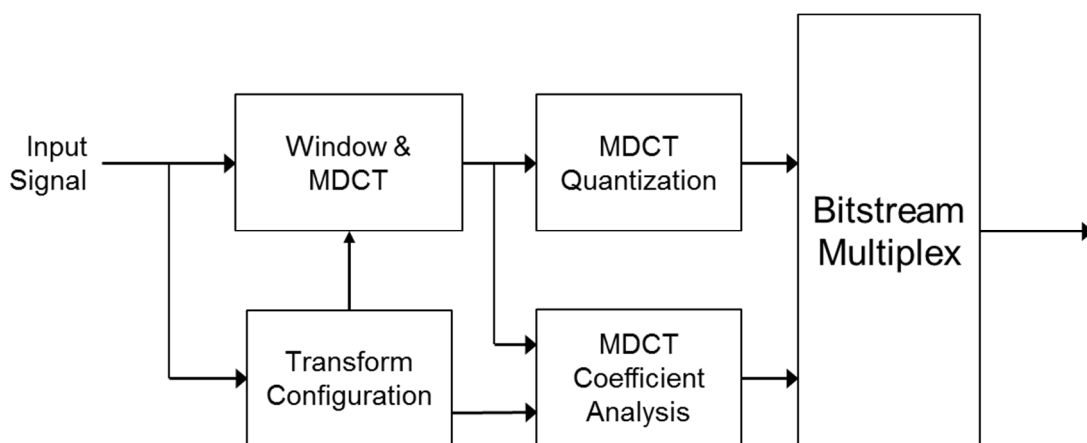 Input
Signal
Window &
MDCT
MDCT
Quantization
Bitstream
Multiplex
Transform
Configuration
MDCT
Coefficient
Analysis